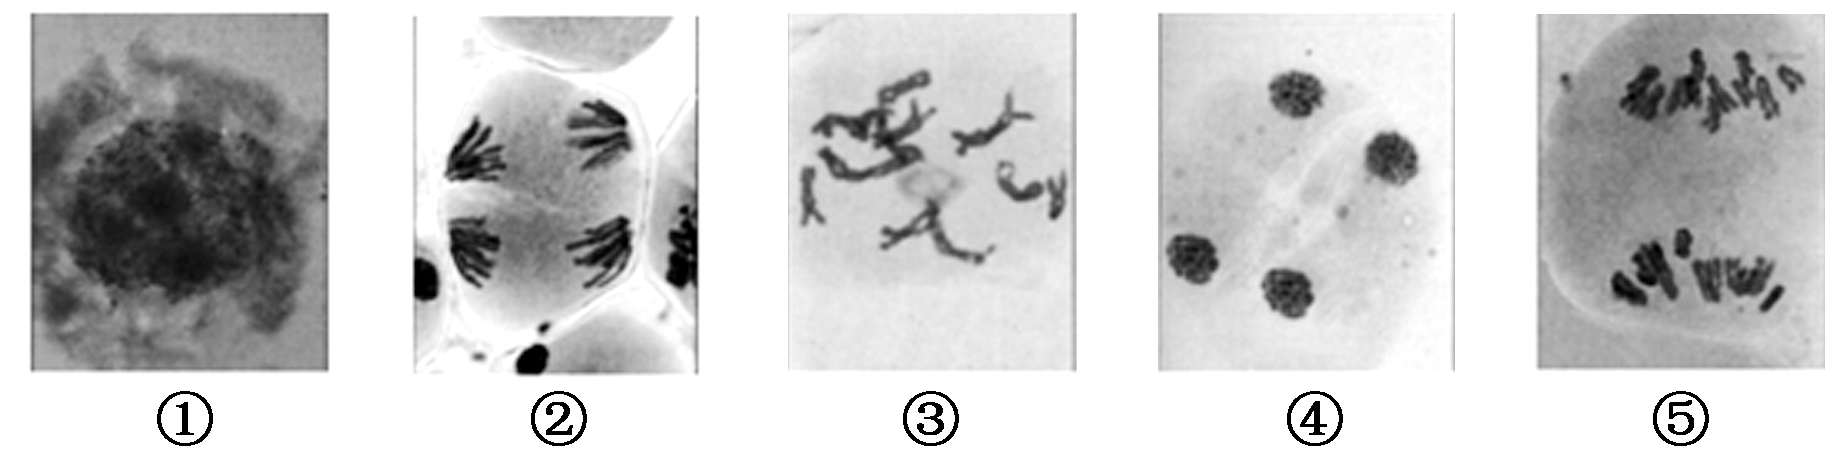 ① ② ③ ④ ⑤